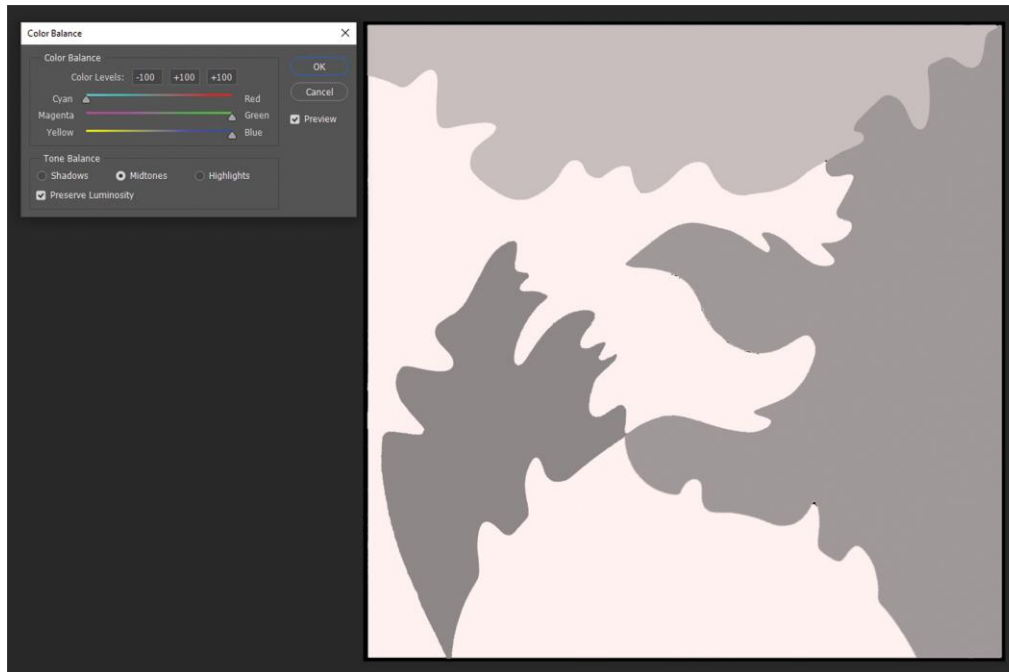 Color Balance
Color Balance
Color Levels: -100 +100 +100
Cyan Red
Magenta Green
Yellow Blue
OK
Cancel
Preview
Tone Balance
Shadows Midtones Highlights
Preserve Luminosity